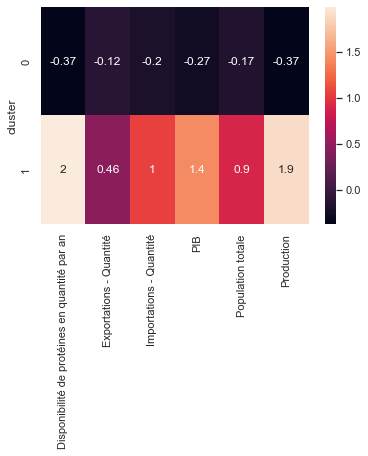 cluster
0
-0.37 -0.12 -0.2 -0.27 -0.17 -0.37
1
2 0.46 1 1.4 0.9 1.9
Disponibilité de protéines en quantité par an
Exportations - Quantité
Importations - Quantité
PIB
Population totale
Production
1.5
1.0
0.5
0.0